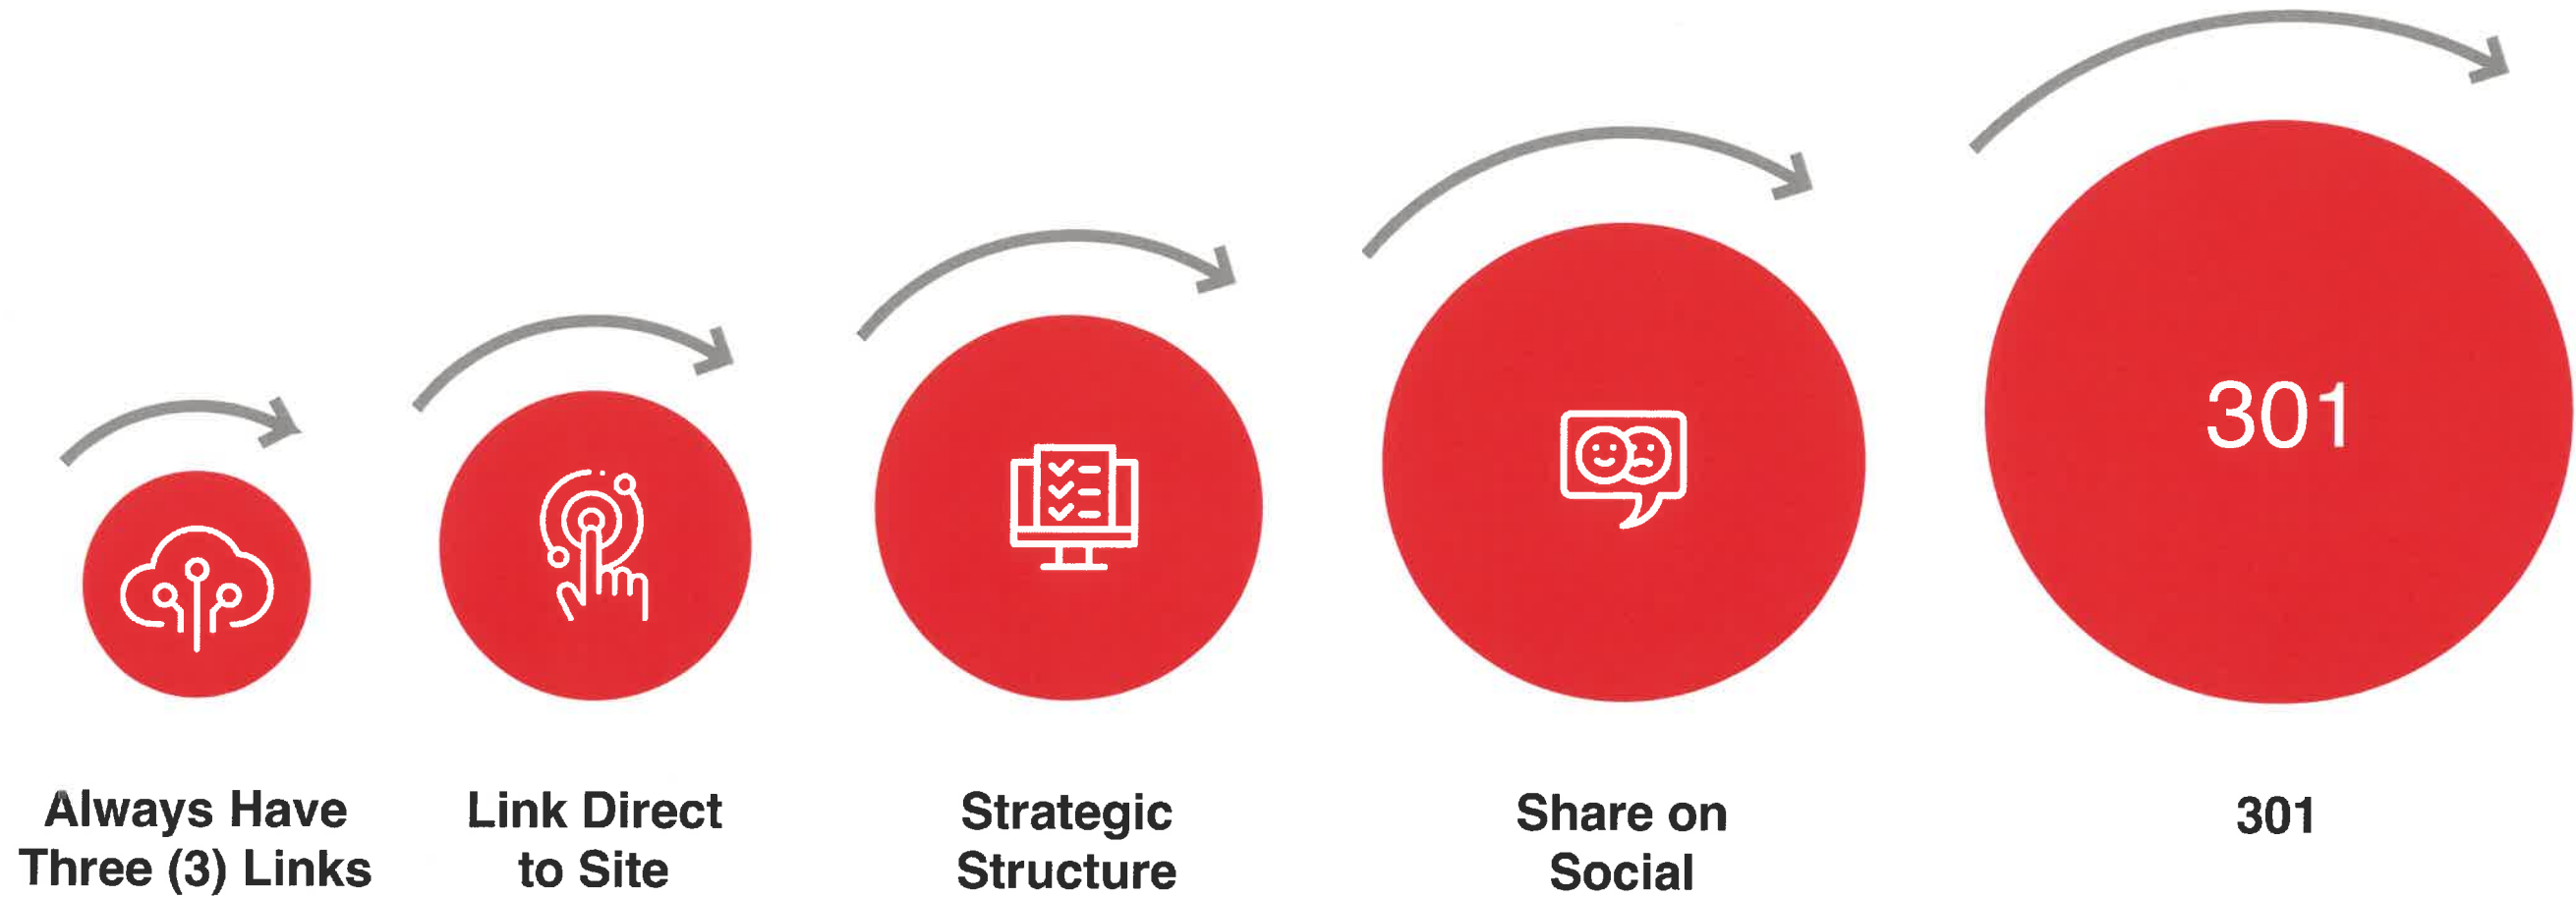 301
Always Have
Three (3) Links
Link Direct
to Site
Strategic
Structure
Share on
Social
301